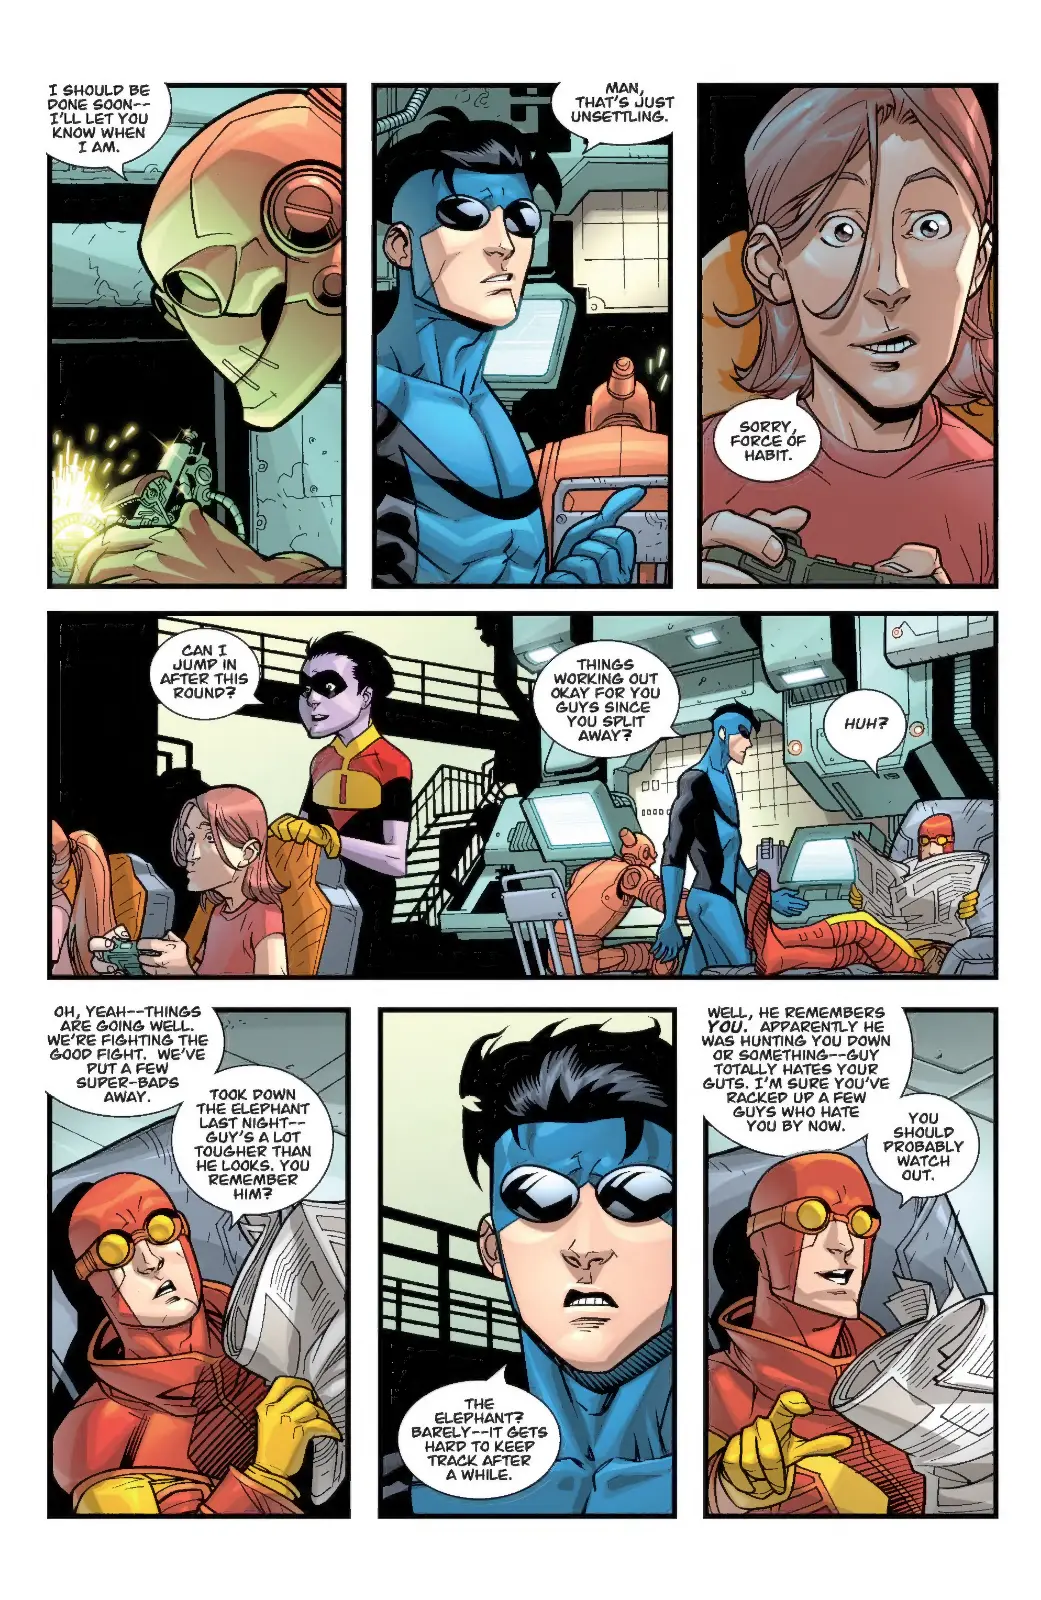 I SHOULD BE
DONE SOON--
I'LL LET YOU
KNOW WHEN
I AM.
MAN,
THAT'S JUST
UNSETTLING.
SORRY,
FORCE OF
HABIT.
CAN I
JUMP IN
AFTER THIS
ROUND?
THINGS
WORKING OUT
OKAY FOR YOU
GUYS SINCE
YOU SPLIT
AWAY?
HUH?
OH, YEAH--THINGS
ARE GOING WELL.
WE'RE FIGHTING THE
GOOD FIGHT. WE'VE
PUT A FEW
SUPER-BADS
AWAY.
TOOK DOWN
THE ELEPHANT
LAST NIGHT--
GUY'S A LOT
TOUGHER THAN
HE LOOKS. YOU
REMEMBER
HIM?
THE
ELEPHANT?
BARELY--IT GETS
HARD TO KEEP
TRACK AFTER
A WHILE.
WELL, HE REMEMBERS
YOU. APPARENTLY HE
WAS HUNTING YOU DOWN
OR SOMETHING--GUY
TOTALLY HATES YOUR
GUTS. I'M SURE YOU'VE
RACKED UP A FEW
GUYS WHO HATE
YOU BY NOW.
YOU
SHOULD
PROBABLY
WATCH
OUT.